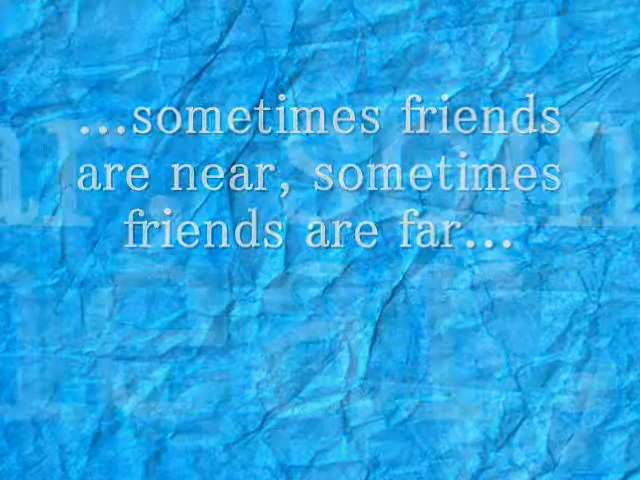 ...sometimes friends
are near, sometimes
friends are far...